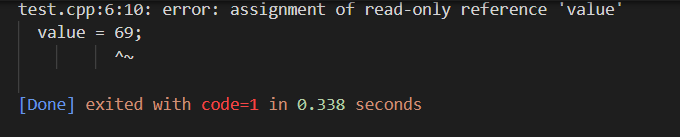 test.cpp:6:10: error: assignment of read-only reference 'value'
value = 69;
^~
[Done] exited with code=1 in 0.338 seconds